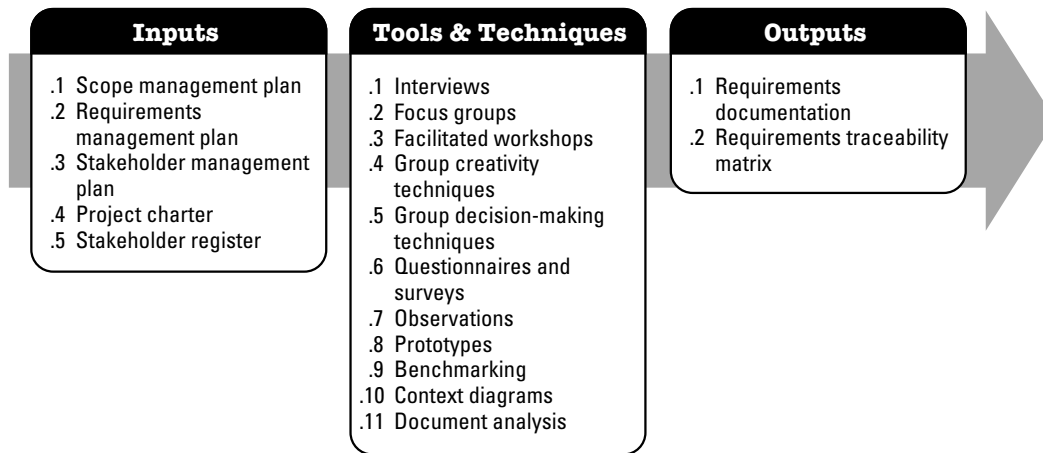 Inputs
.1 Scope management plan
.2 Requirements
management plan
.3 Stakeholder management
plan
.4 Project charter
.5 Stakeholder register
Tools & Techniques
.1 Interviews
.2 Focus groups
.3 Facilitated workshops
.4 Group creativity
techniques
.5 Group decision-making
techniques
.6 Questionnaires and
surveys
.7 Observations
.8 Prototypes
.9 Benchmarking
.10 Context diagrams
.11 Document analysis
Outputs
.1 Requirements
documentation
.2 Requirements traceability
matrix